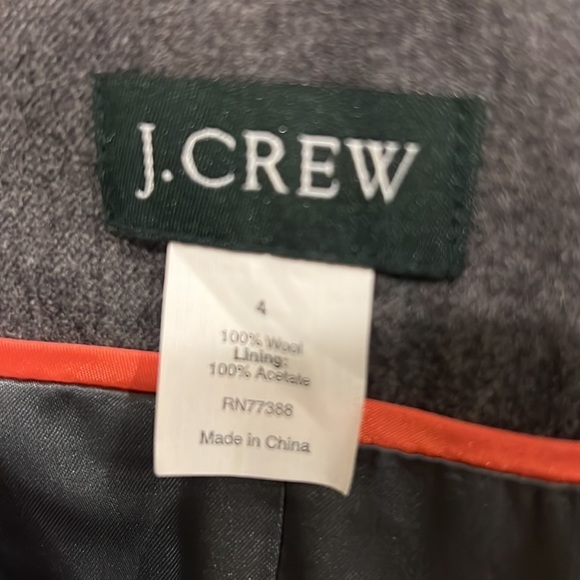 J.CREW
4
100% Wool
Lining:
100% Acetate
RN77388
Made in China